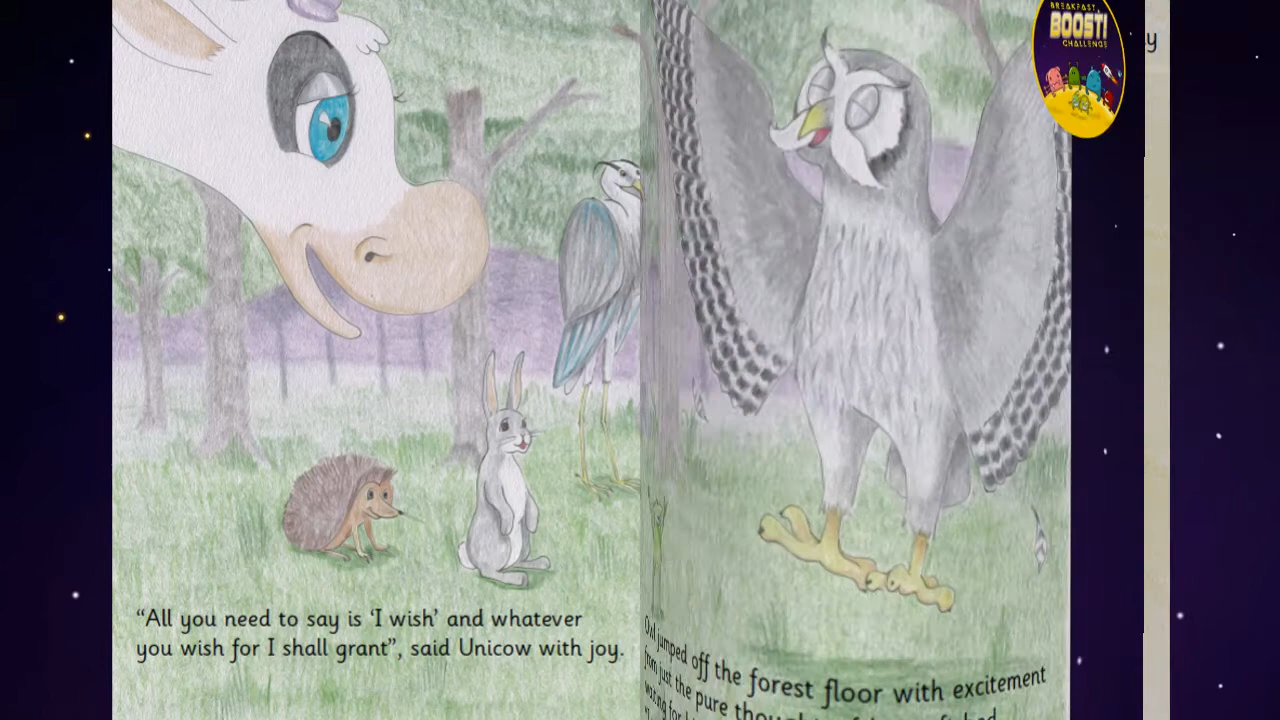 “All you need to say is ‘I wish’ and whatever
you wish for I shall grant”, said Unicow with joy.
Owl jumped off the forest floor with excitement
from just the pure
BREAKFAST
BOOST!
CHALLENGE